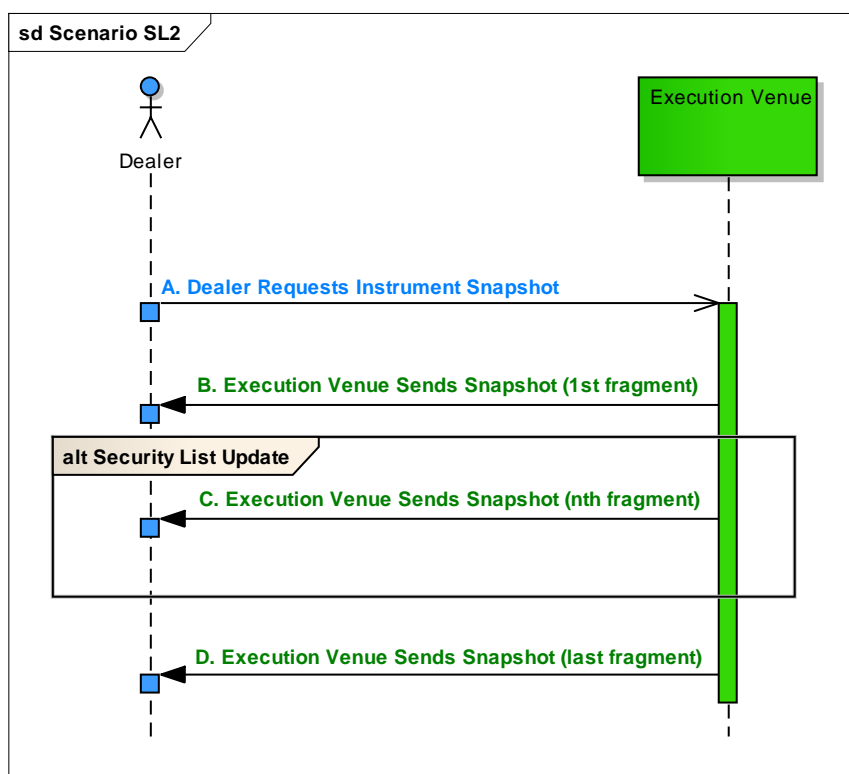 sd Scenario SL2
Execution Venue
Dealer
A. Dealer Requests Instrument Snapshot
B. Execution Venue Sends Snapshot (1st fragment)
alt Security List Update
C. Execution Venue Sends Snapshot (nth fragment)
D. Execution Venue Sends Snapshot (last fragment)